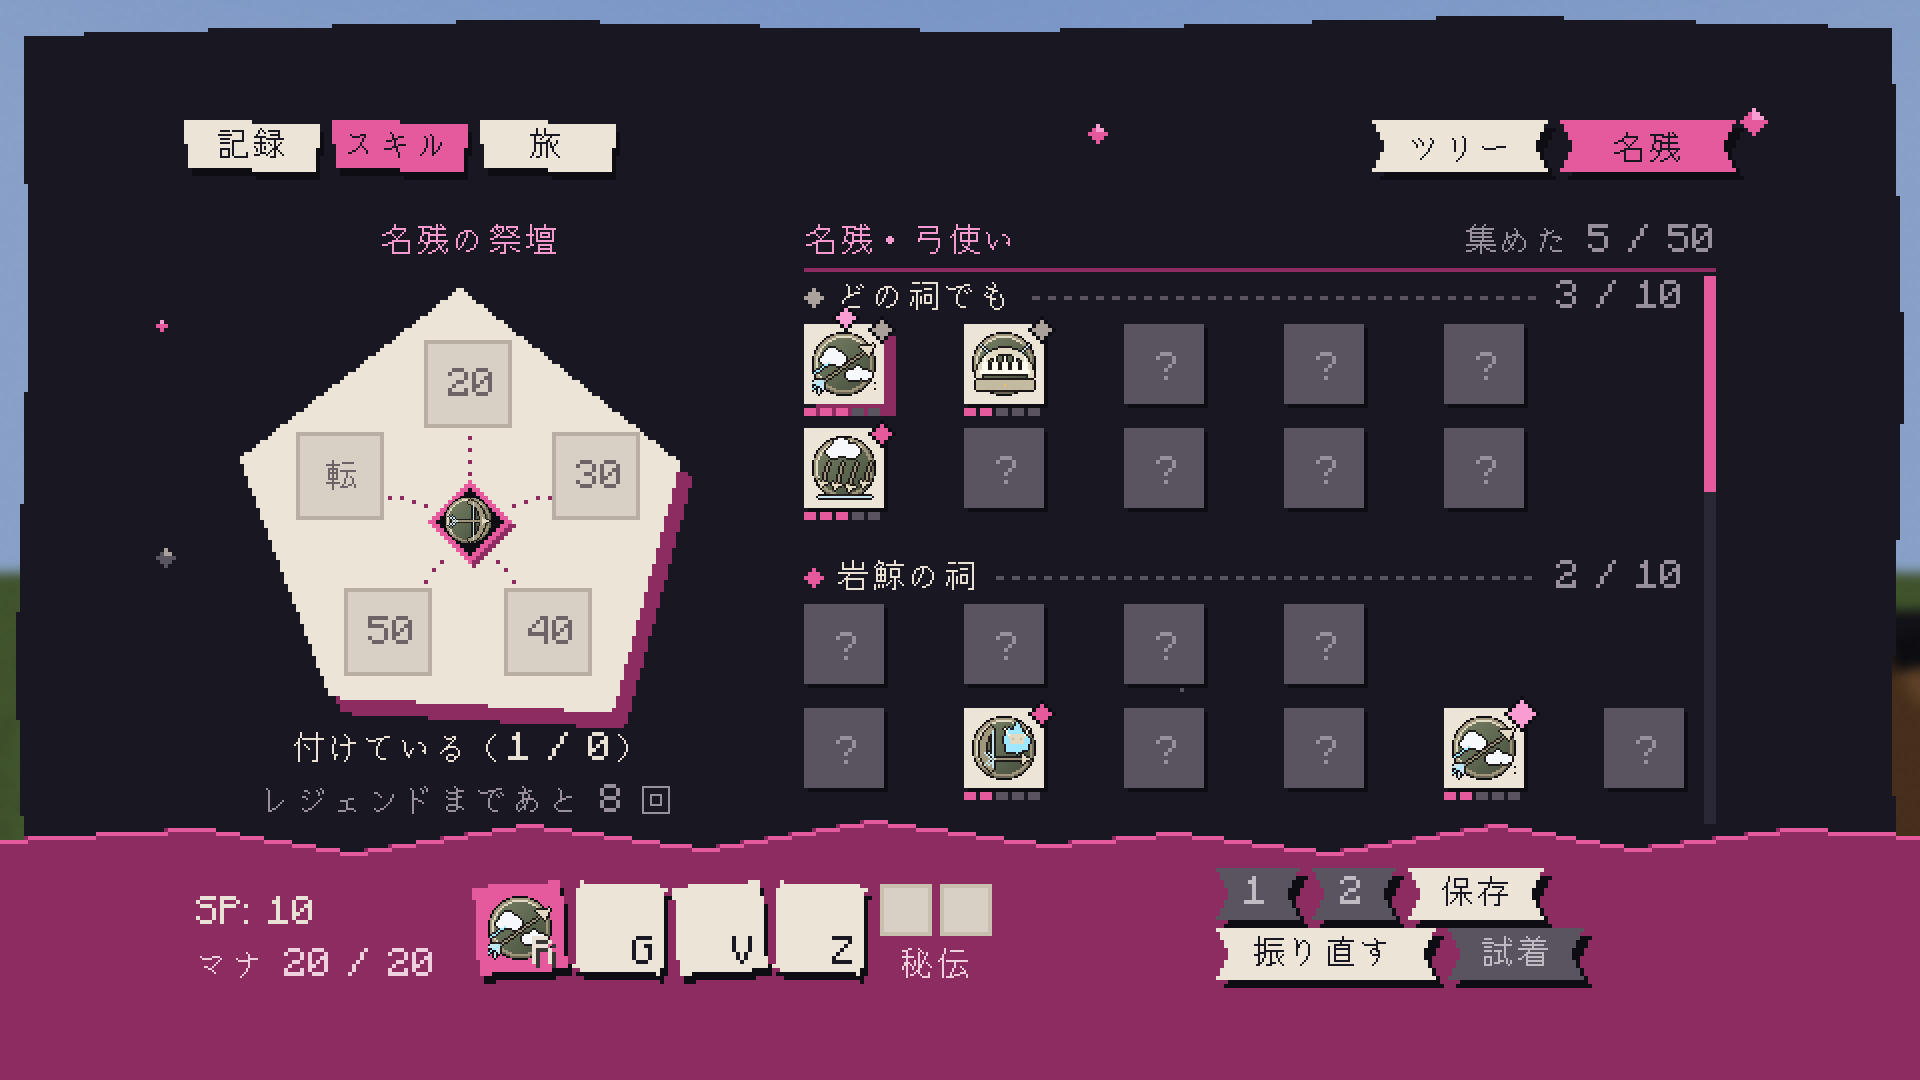 記録 スキル 旅
ツリー 名残
名残の祭壇
名残・弓使い 集めた 5 / 50
どの祠でも 3 / 10
20
転 30
50 40
? ? ?
? ? ? ?
岩鯨の祠 2 / 10
? ? ? ?
? ? ? ?
付けている (1 / 0)
レジェンドまであと 8 回
SP: 10
マナ 20 / 20
R G V Z
秘伝
1 2 保存
振り直す 試着